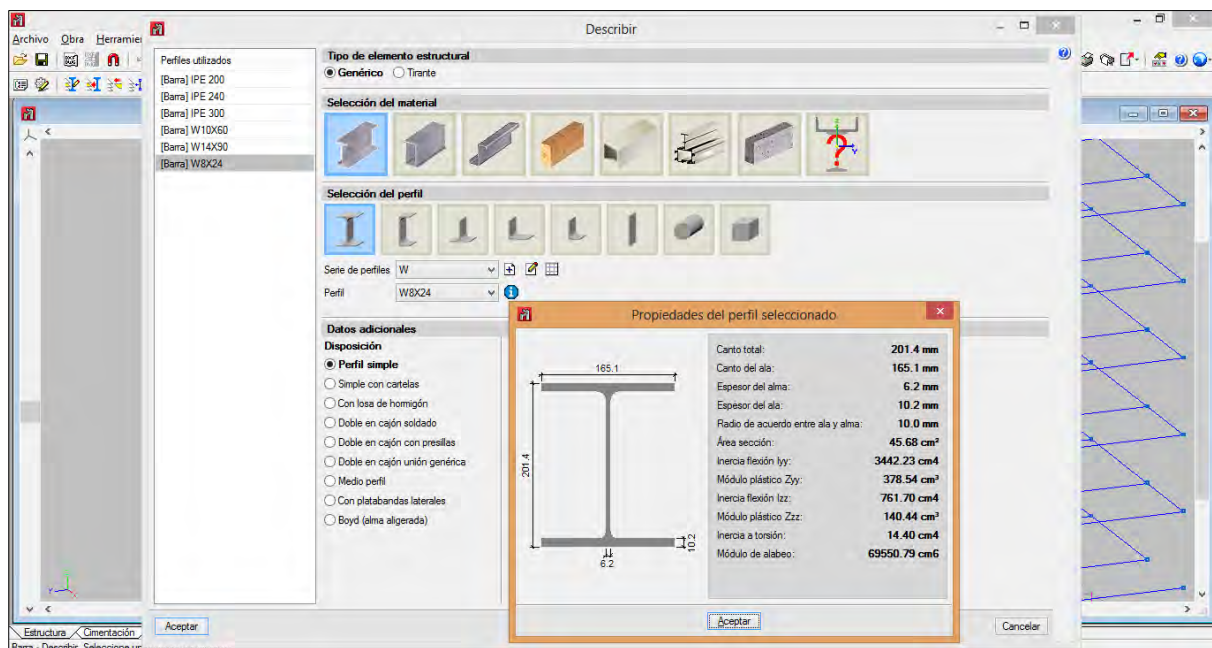 Describir
Archivo Obra Herramie
Perfiles utilizados
[Barra] IPE 200
[Barra] IPE 240
[Barra] IPE 300
[Barra] W10X60
[Barra] W14X90
[Barra] W8X24
Tipo de elemento estructural
Genérico Tirante
Selección del material
Selección del perfil
Serie de perfiles W
Perfil W8X24
Datos adicionales
Disposición
Perfil simple
Simple con cartelas
Con losa de hormigón
Doble en cajón soldado
Doble en cajón con presillas
Doble en cajón unión genérica
Medio perfil
Con platabandas laterales
Boyd (alma aligerada)
Propiedades del perfil seleccionado
165.1
201.4
10.2
6.2
Canto total: 201.4 mm
Canto del ala: 165.1 mm
Espesor del alma: 6.2 mm
Espesor del ala: 10.2 mm
Radio de acuerdo entre ala y alma: 10.0 mm
Área sección: 45.68 cm²
Inercia flexión Iyy: 3442.23 cm4
Módulo plástico Zyy: 378.54 cm³
Inercia flexión Izz: 761.70 cm4
Módulo plástico Zzz: 140.44 cm³
Inercia a torsión: 14.40 cm4
Módulo de alabeo: 69550.79 cm6
Aceptar
Aceptar
Cancelar
Estructura Cimentación